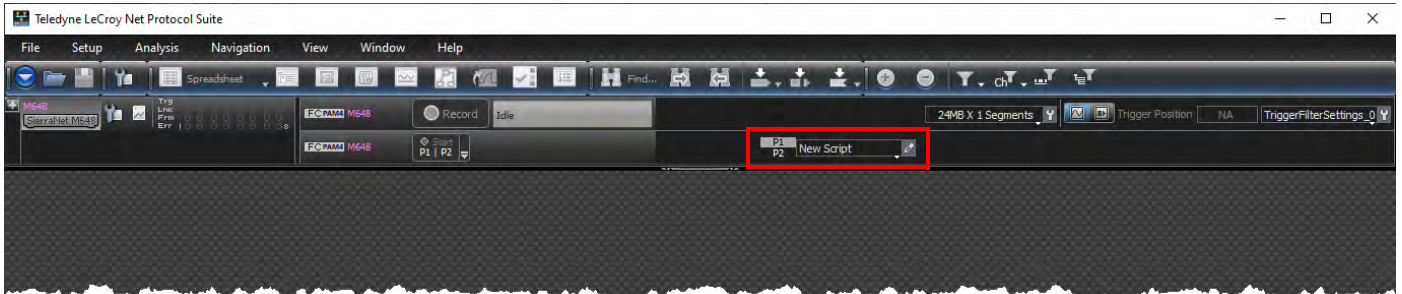 Teledyne LeCroy Net Protocol Suite
File Setup Analysis Navigation View Window Help
Spreadsheet Find... ChT
M648
SierraNet M648
Trg
Lnk
Frm
Err
8
FC PAM4 M648 Record Idle 24MB X 1 Segments Trigger Position NA TriggerFilterSettings_0
FC PAM4 M648 Start
P1 | P2
P1
P2
New Script